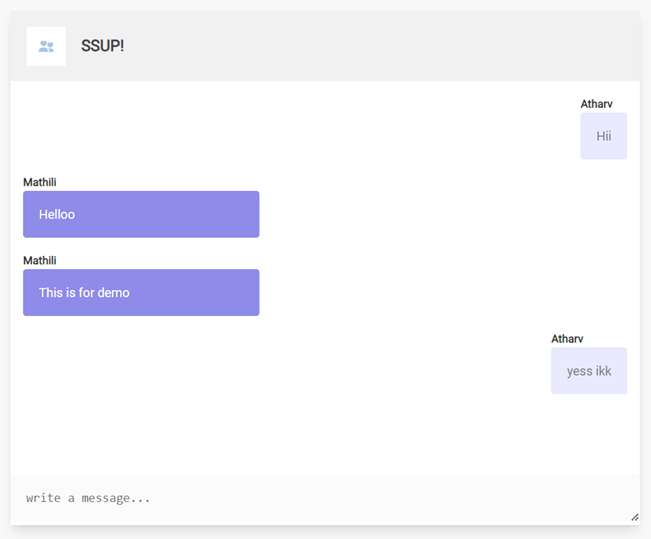 SSUP!
Atharv
Hii
Mathili
Helloo
Mathili
This is for demo
Atharv
yess ikk
write a message...